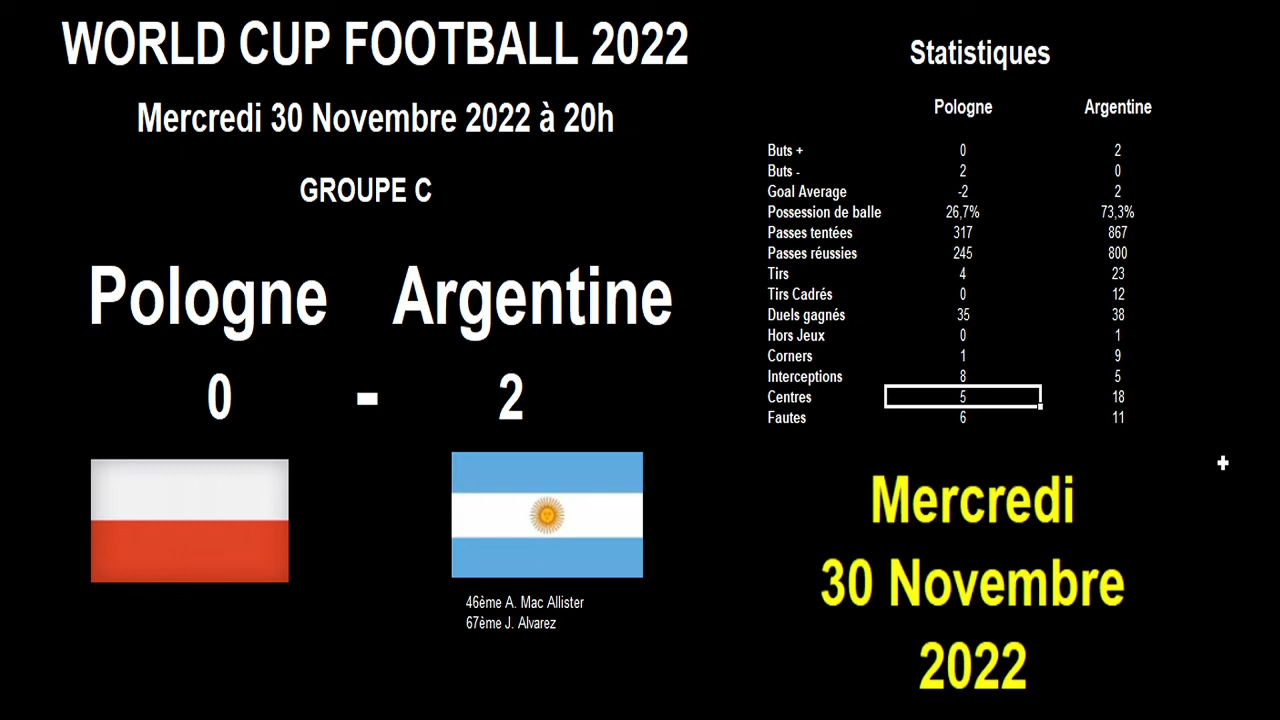 WORLD CUP FOOTBALL 2022
Mercredi 30 Novembre 2022 à 20h
GROUPE C
Pologne Argentine
0 - 2
46ème A. Mac Allister
67ème J. Alvarez
Statistiques
Pologne Argentine
Buts + 0 2
Buts - 2 0
Goal Average -2 2
Possession de balle 26,7% 73,3%
Passes tentées 317 867
Passes réussies 245 800
Tirs 4 23
Tirs Cadrés 0 12
Duels gagnés 35 38
Hors Jeux 0 1
Corners 1 9
Interceptions 8 5
Centres 5 18
Fautes 6 11
Mercredi
30 Novembre
2022